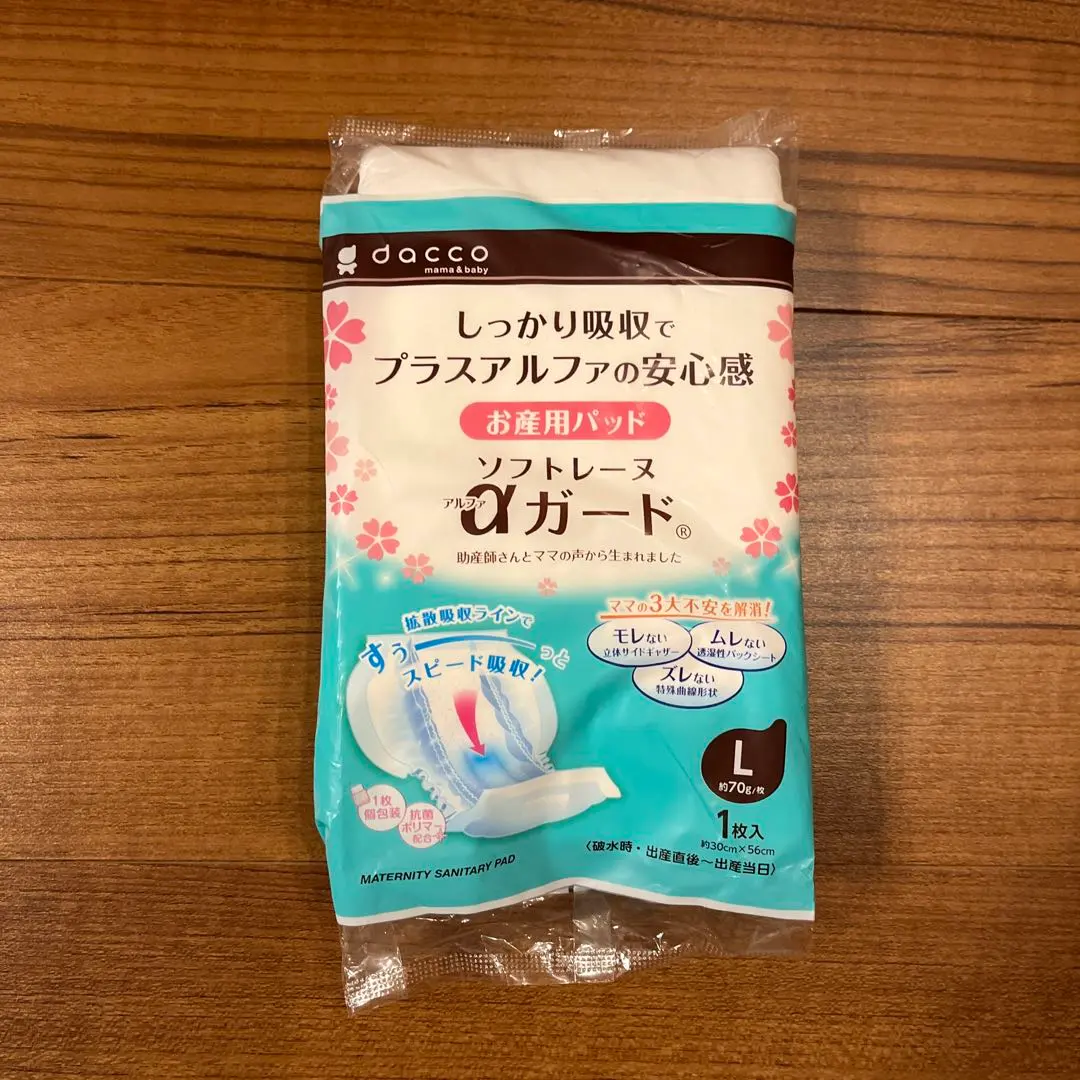 dacco
mama & baby
しっかり吸収で
プラスアルファの安心感
お産用パッド
ソフトレーヌ
アルファ
αガード®
助産師さんとママの声から生まれました
拡散吸収ラインで
すぅーっと
スピード吸収!
ママの3大不安を解消!
モレない
立体サイドギャザー
ムレない
透湿性バックシート
ズレない
特殊曲線形状
L
約70g/枚
1枚
個包装
抗菌
ポリマー
配合
1枚入
約30cm×56cm
〈破水時・出産直後～出産当日〉
MATERNITY SANITARY PAD